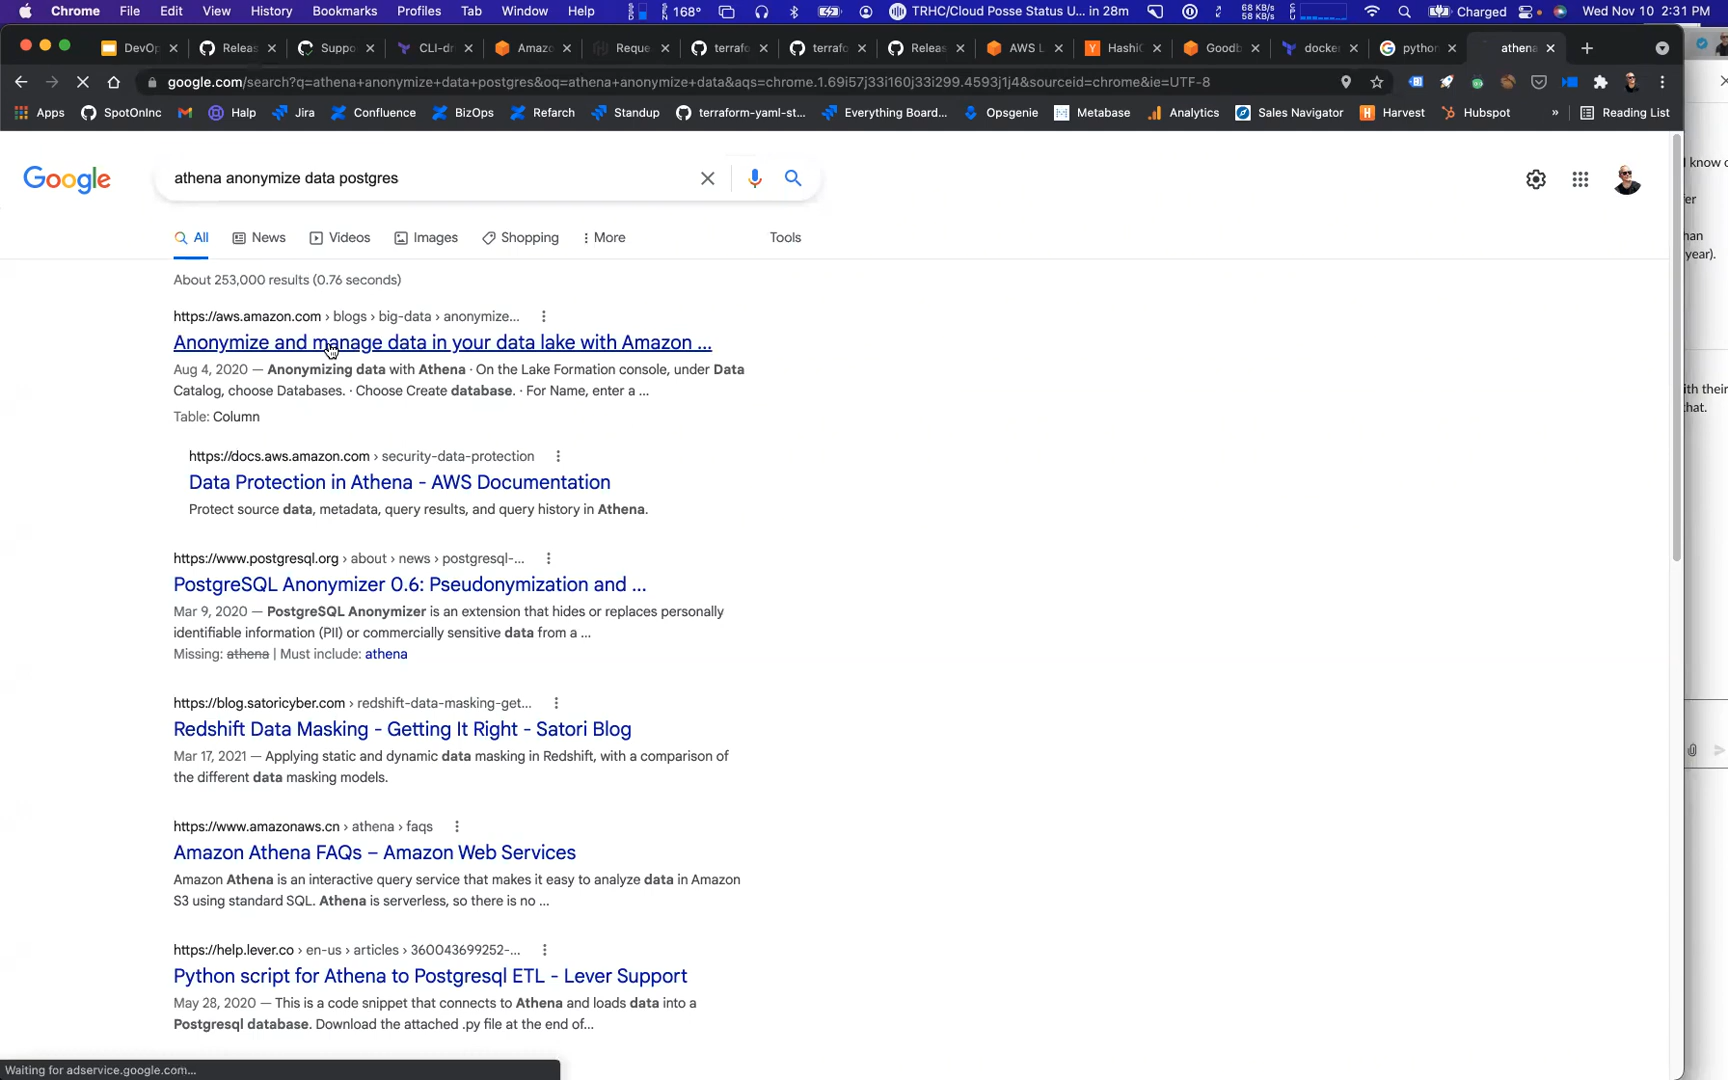 Chrome File Edit View History Bookmarks Profiles Tab Window Help 168° TRHC/Cloud Posse Status U... in 28m 68 KB/s 58 KB/s Charged Wed Nov 10 2:31 PM
DevOp Releas Suppo CLI-dr Amazo Reque terrafo terrafo Releas AWS L HashiC Goodb docker python athena
google.com/search?q=athena+anonymize+data+postgres&oq=athena+anonymize+data&aqs=chrome.1.69i57j33i160j33i299.4593j1j4&sourceid=chrome&ie=UTF-8
Apps SpotOnInc Halp Jira Confluence BizOps Refarch Standup terraform-yaml-st... Everything Board... Opsgenie Metabase Analytics Sales Navigator Harvest Hubspot » Reading List
Google
athena anonymize data postgres
All News Videos Images Shopping More Tools
About 253,000 results (0.76 seconds)
https://aws.amazon.com › blogs › big-data › anonymize...
Anonymize and manage data in your data lake with Amazon ...
Aug 4, 2020 — Anonymizing data with Athena · On the Lake Formation console, under Data
Catalog, choose Databases. · Choose Create database. · For Name, enter a ...
Table: Column
https://docs.aws.amazon.com › security-data-protection
Data Protection in Athena - AWS Documentation
Protect source data, metadata, query results, and query history in Athena.
https://www.postgresql.org › about › news › postgresql-...
PostgreSQL Anonymizer 0.6: Pseudonymization and ...
Mar 9, 2020 — PostgreSQL Anonymizer is an extension that hides or replaces personally
identifiable information (PII) or commercially sensitive data from a ...
Missing: athena | Must include: athena
https://blog.satoricyber.com › redshift-data-masking-get...
Redshift Data Masking - Getting It Right - Satori Blog
Mar 17, 2021 — Applying static and dynamic data masking in Redshift, with a comparison of
the different data masking models.
https://www.amazonaws.cn › athena › faqs
Amazon Athena FAQs – Amazon Web Services
Amazon Athena is an interactive query service that makes it easy to analyze data in Amazon
S3 using standard SQL. Athena is serverless, so there is no ...
https://help.lever.co › en-us › articles › 360043699252-...
Python script for Athena to Postgresql ETL - Lever Support
May 28, 2020 — This is a code snippet that connects to Athena and loads data into a
Postgresql database. Download the attached .py file at the end of...
Waiting for adservice.google.com...
I know
year).
that.